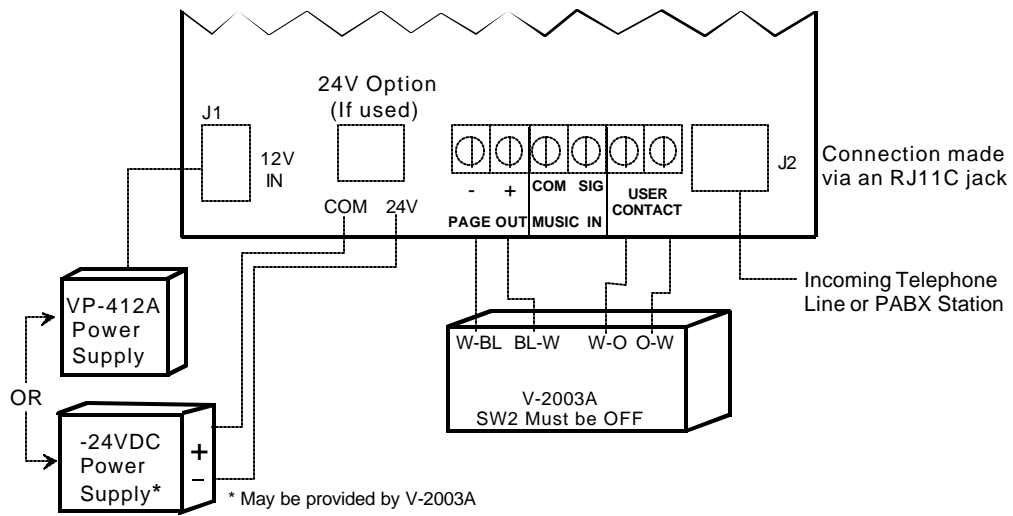 24V Option
(If used)
J1
12V
IN
COM 24V
- +
COM SIG
USER
CONTACT
PAGE OUT
MUSIC IN
J2
Connection made
via an RJ11C jack
Incoming Telephone
Line or PABX Station
VP-412A
Power
Supply
OR
-24VDC
Power
Supply*
+
-
W-BL BL-W W-O O-W
V-2003A
SW2 Must be OFF
* May be provided by V-2003A